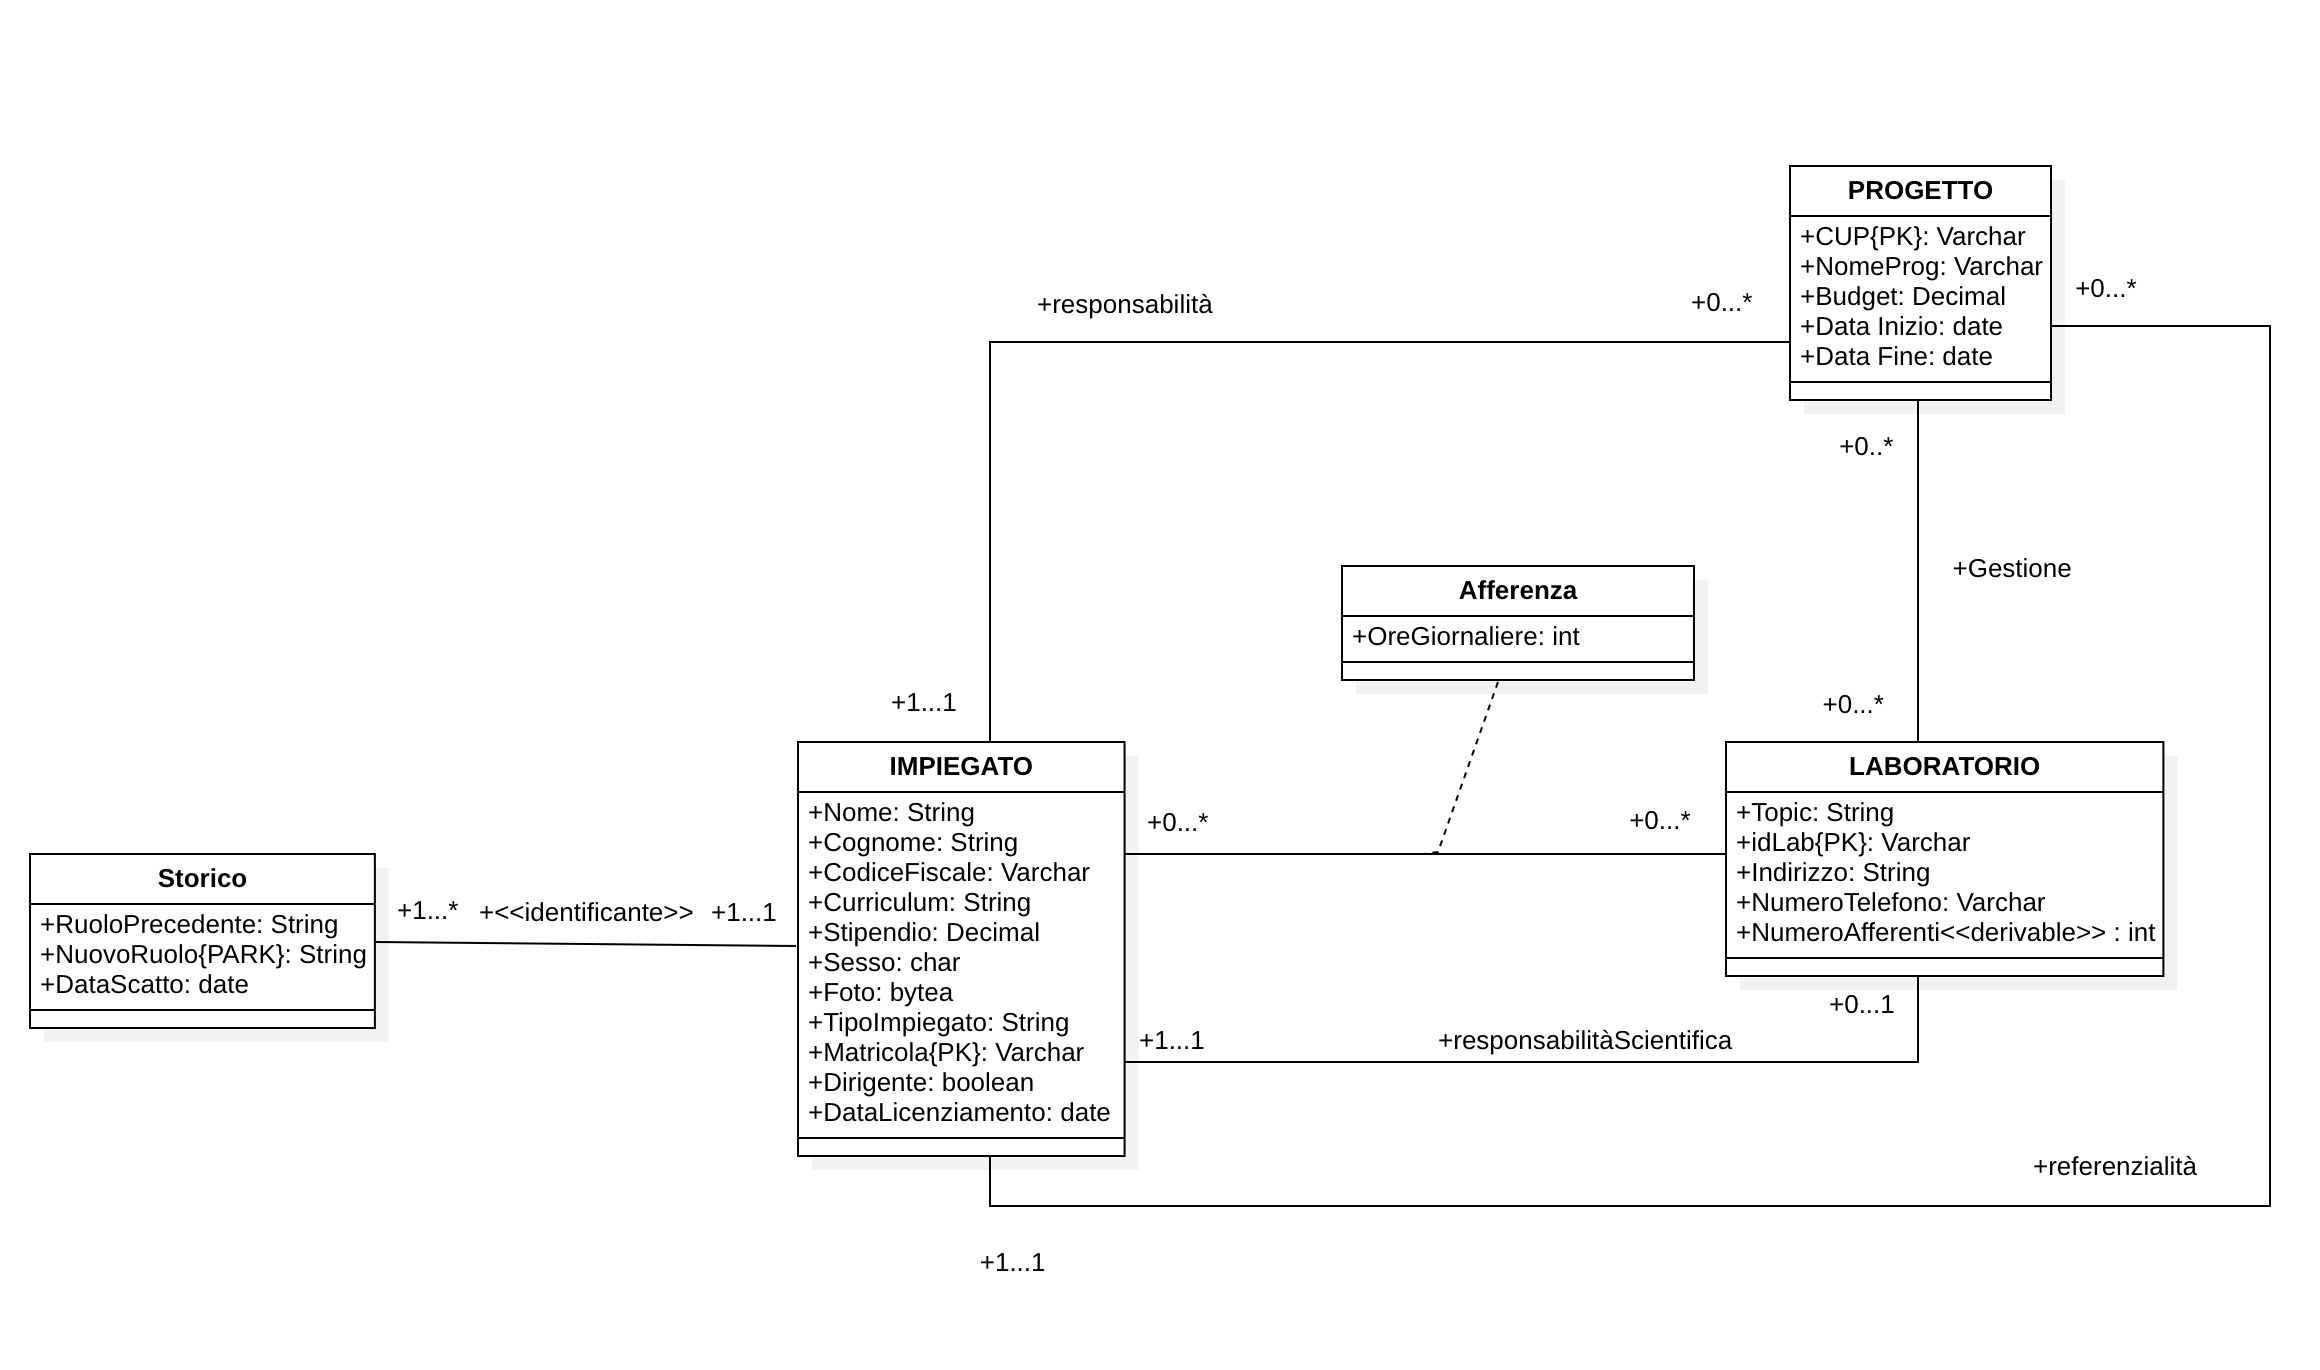 PROGETTO
+CUP{PK}: Varchar
+NomeProg: Varchar
+Budget: Decimal
+Data Inizio: date
+Data Fine: date
+0...*
+responsabilità
+0...*
+0..*
+Gestione
Afferenza
+OreGiornaliere: int
+1...1
+0...*
IMPIEGATO
+Nome: String
+Cognome: String
+CodiceFiscale: Varchar
+Curriculum: String
+Stipendio: Decimal
+Sesso: char
+Foto: bytea
+TipoImpiegato: String
+Matricola{PK}: Varchar
+Dirigente: boolean
+DataLicenziamento: date
+0...*
+0...*
LABORATORIO
+Topic: String
+idLab{PK}: Varchar
+Indirizzo: String
+NumeroTelefono: Varchar
+NumeroAfferenti<<derivable>> : int
Storico
+RuoloPrecedente: String
+NuovoRuolo{PARK}: String
+DataScatto: date
+1...*
+<<identificante>>
+1...1
+0...1
+1...1
+responsabilitàScientifica
+referenzialità
+1...1